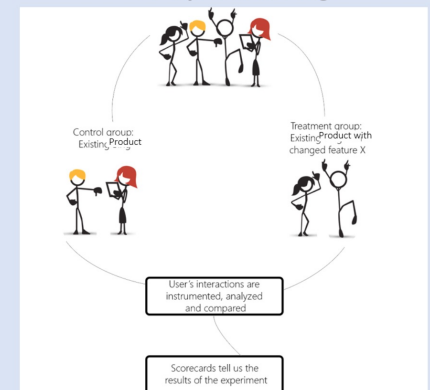 Control group:
Existing Product
Treatment group:
Existing Product with
changed feature X
User's interactions are
instrumented, analyzed
and compared
Scorecards tell us the
results of the experiment